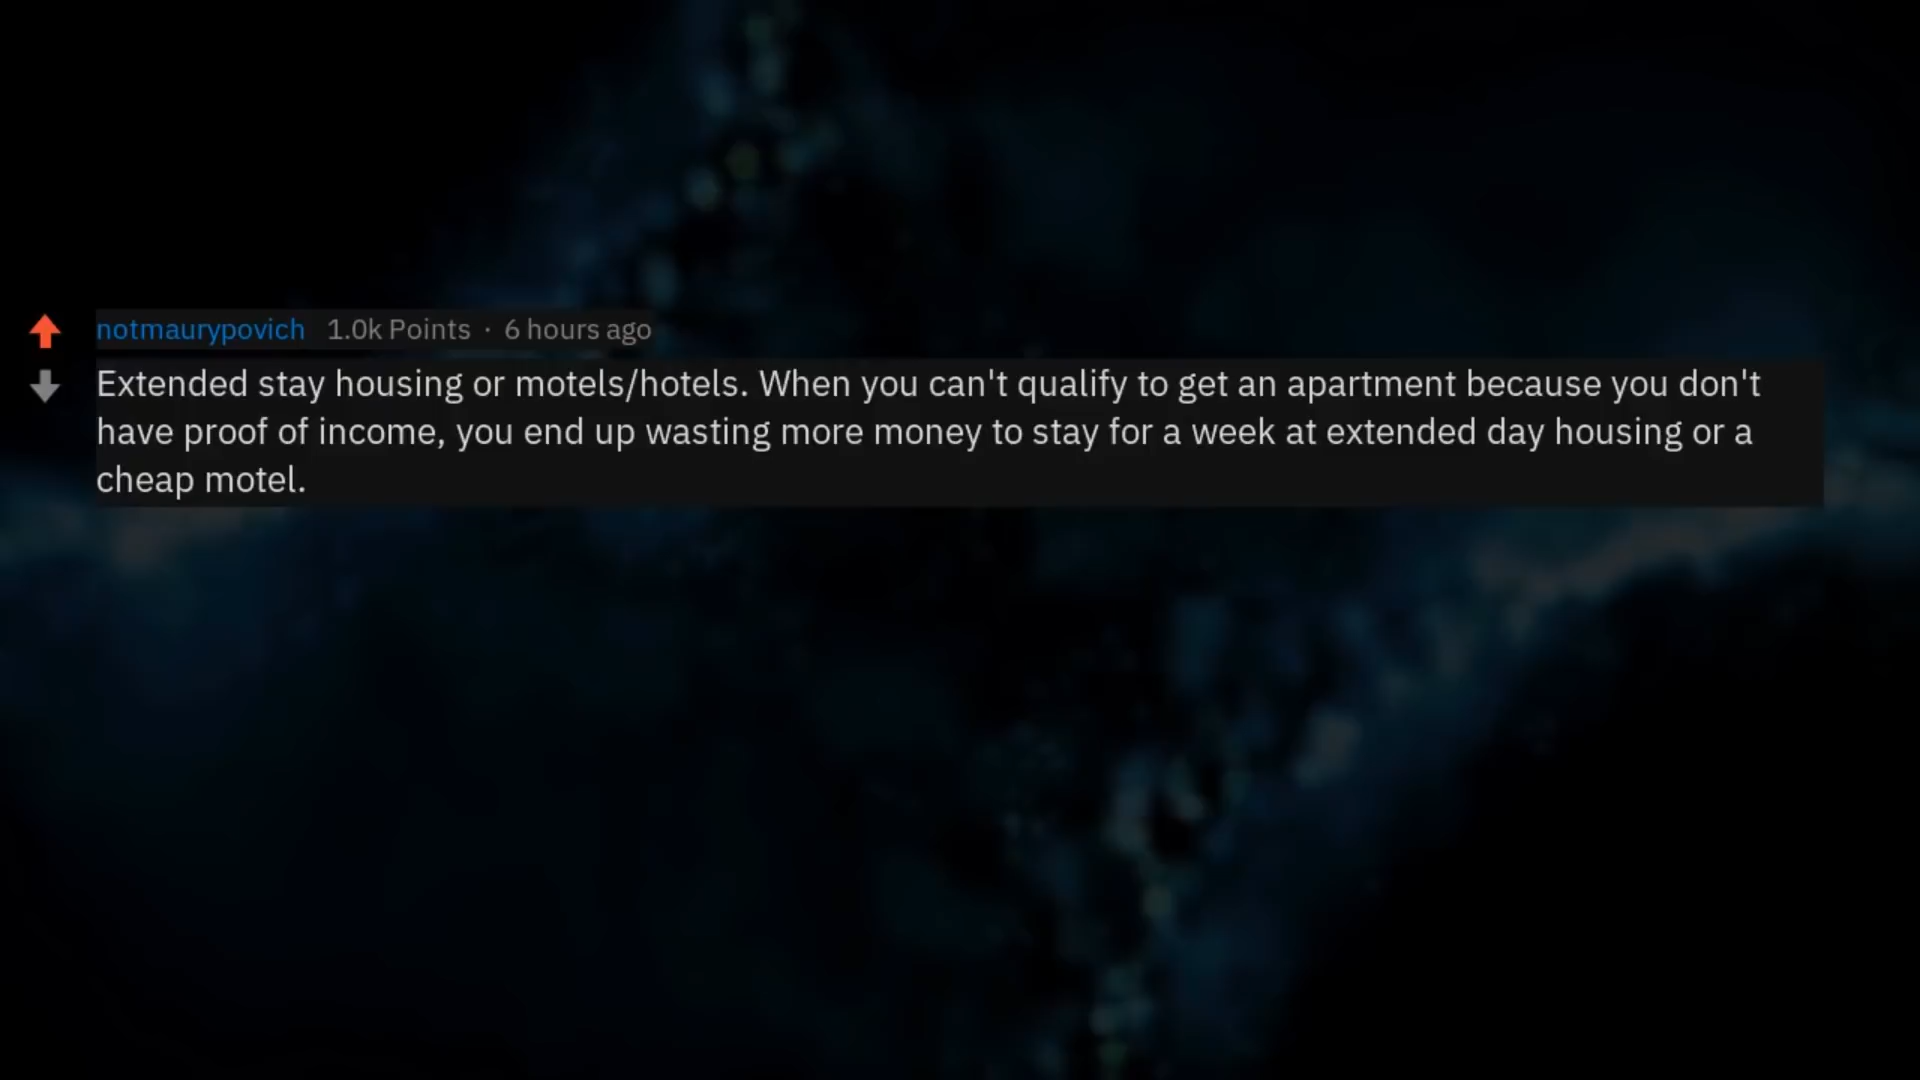 notmaurypovich 1.0k Points · 6 hours ago
Extended stay housing or motels/hotels. When you can't qualify to get an apartment because you don't
have proof of income, you end up wasting more money to stay for a week at extended day housing or a
cheap motel.